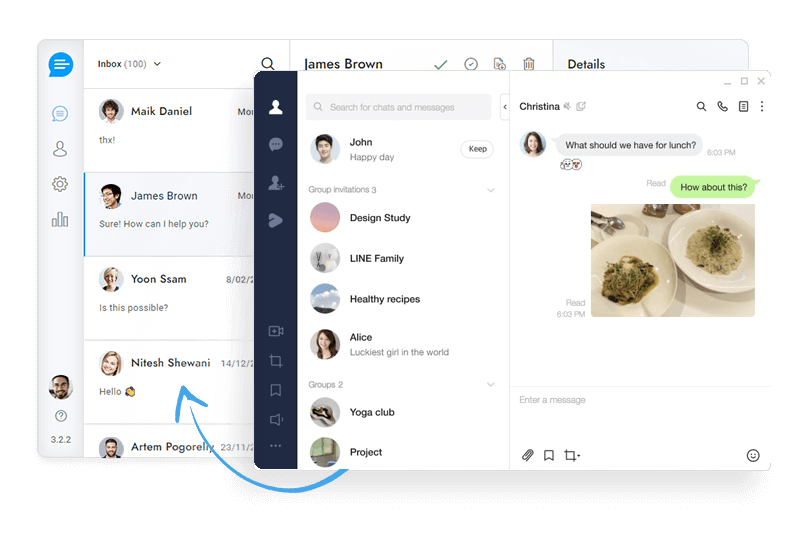 Inbox (100)
James Brown
Details
Maik Daniel
Mo
thx!
James Brown
Mo
Sure! How can I help you?
Yoon Ssam
8/02/2
Is this possible?
Nitesh Shewani
14/12/
Hello
Artem Pogorelly
23/11/
3.2.2
Search for chats and messages
John
Happy day
Keep
Group invitations 3
Design Study
LINE Family
Healthy recipes
Alice
Luckiest girl in the world
Groups 2
Yoga club
Project
Christina
What should we have for lunch?
6:03 PM
Read
How about this?
Read
6:03 PM
Enter a message